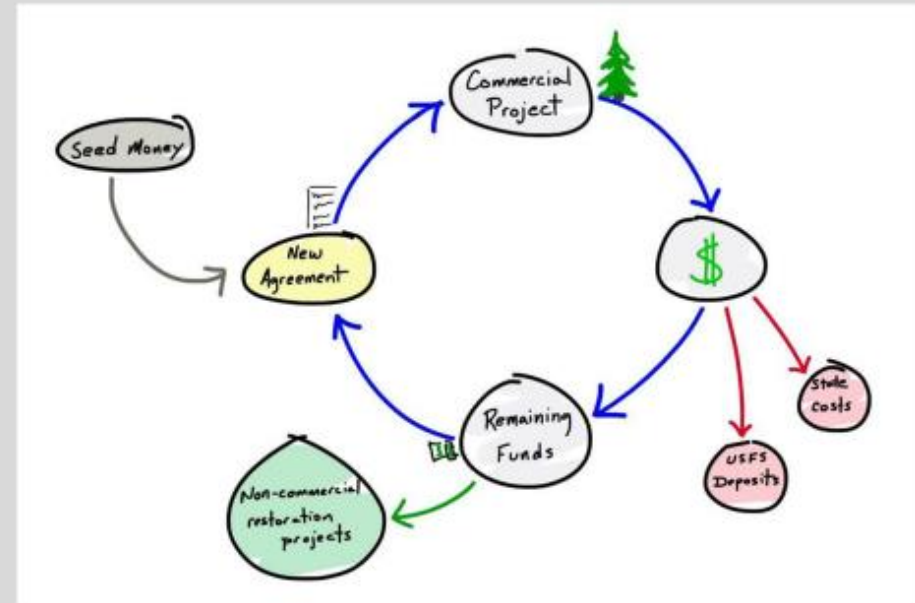 Commercial
Project
Seed Money
New
Agreement
$
State
Costs
Remaining
Funds
USFS
Deposits
Non-commercial
restoration
projects